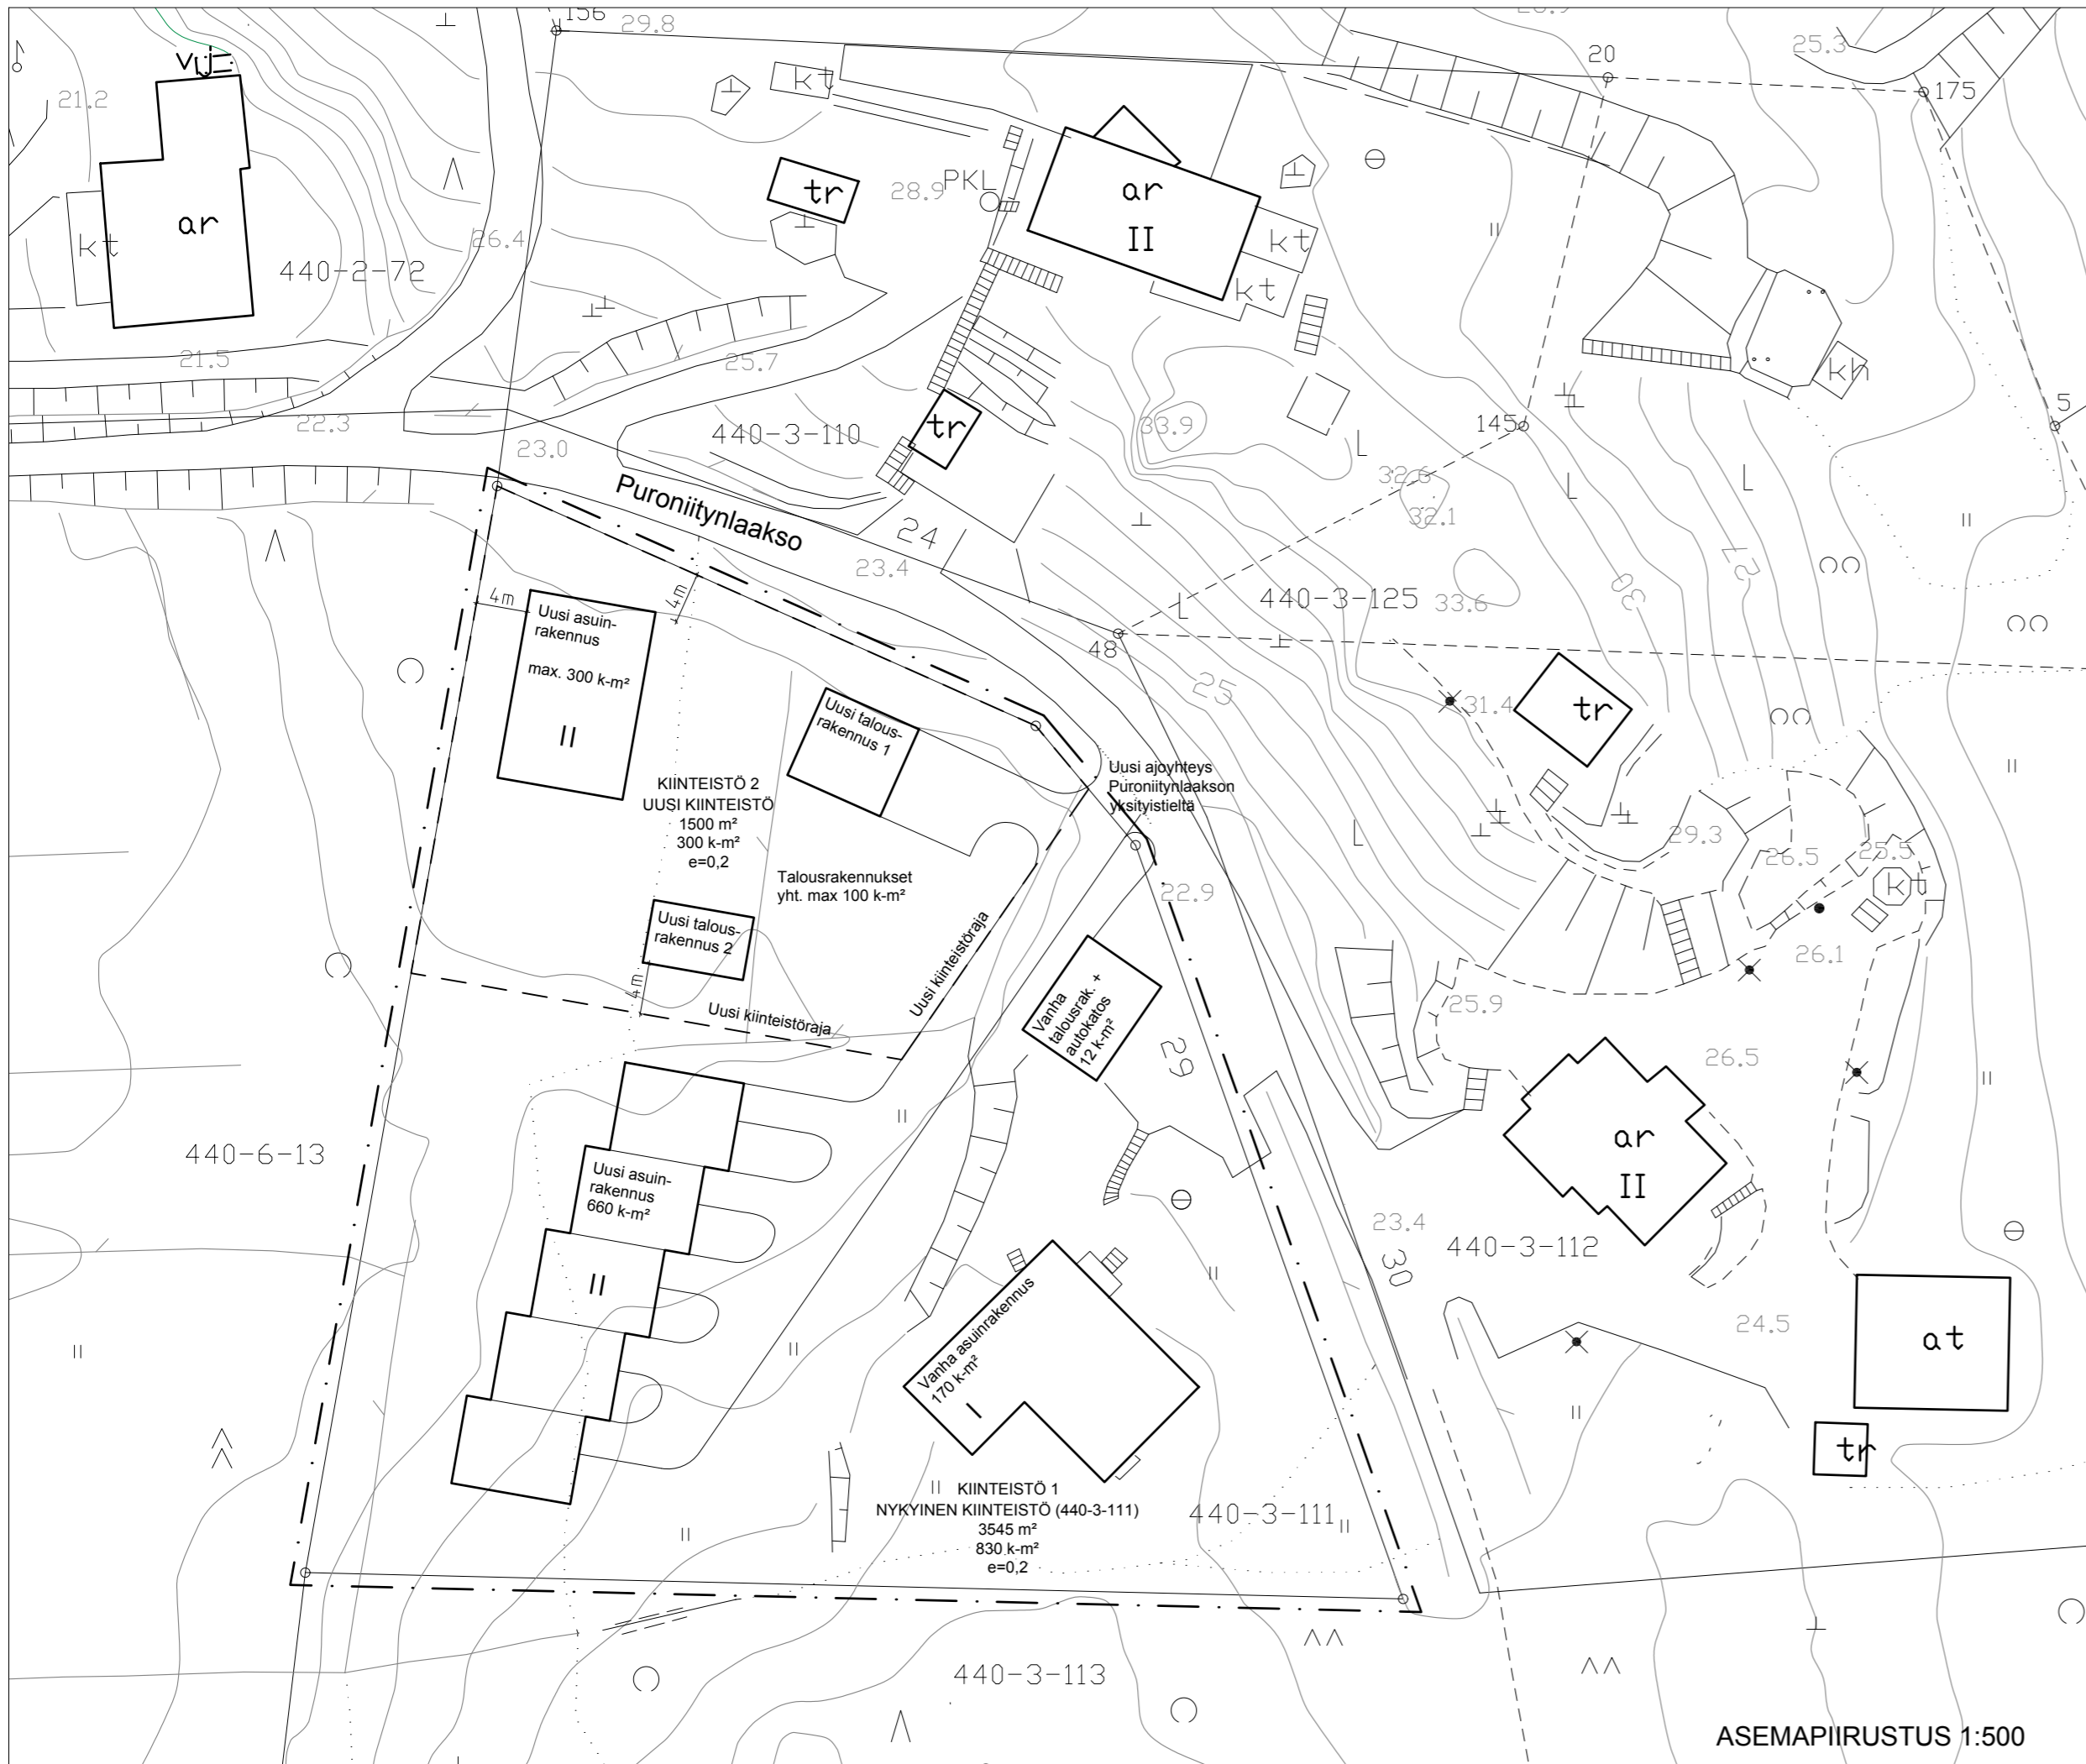 156
29.8
20
25.3
175
vj
kt
21.2
tr
28.9
PKL
ar
II
kt
kt
ar
kt
26.4
440-2-72
21.5
25.7
kh
22.3
23.0
440-3-110
tr
33.9
145
5
32.6
32.1
Puroniitynlaakso
24
23.4
27
30
440-3-125
33.6
4m
4m
Uusi asuin-
rakennus
max. 300 k-m²
II
48
25
31.4
tr
Uusi talous-
rakennus 1
KIINTEISTÖ 2
UUSI KIINTEISTÖ
1500 m²
300 k-m²
e=0,2
Uusi ajoyhteys
Puroniitynlaakson
yksityistieltä
29.3
26.5
25.5
kt
Talousrakennukset
yht. max 100 k-m²
22.9
Uusi talous-
rakennus 2
4m
Uusi kiinteistöraja
Uusi kiinteistöraja
26.1
25.9
26.5
Vanha
talousrak. +
autokatos
12 k-m²
29
440-6-13
Uusi asuin-
rakennus
660 k-m²
II
ar
II
23.4
30
440-3-112
Vanha asuinrakennus
170 k-m²
I
24.5
at
tr
KIINTEISTÖ 1
NYKYINEN KIINTEISTÖ (440-3-111)
3545 m²
830 k-m²
e=0,2
440-3-111
440-3-113
ASEMAPIIRUSTUS 1:500